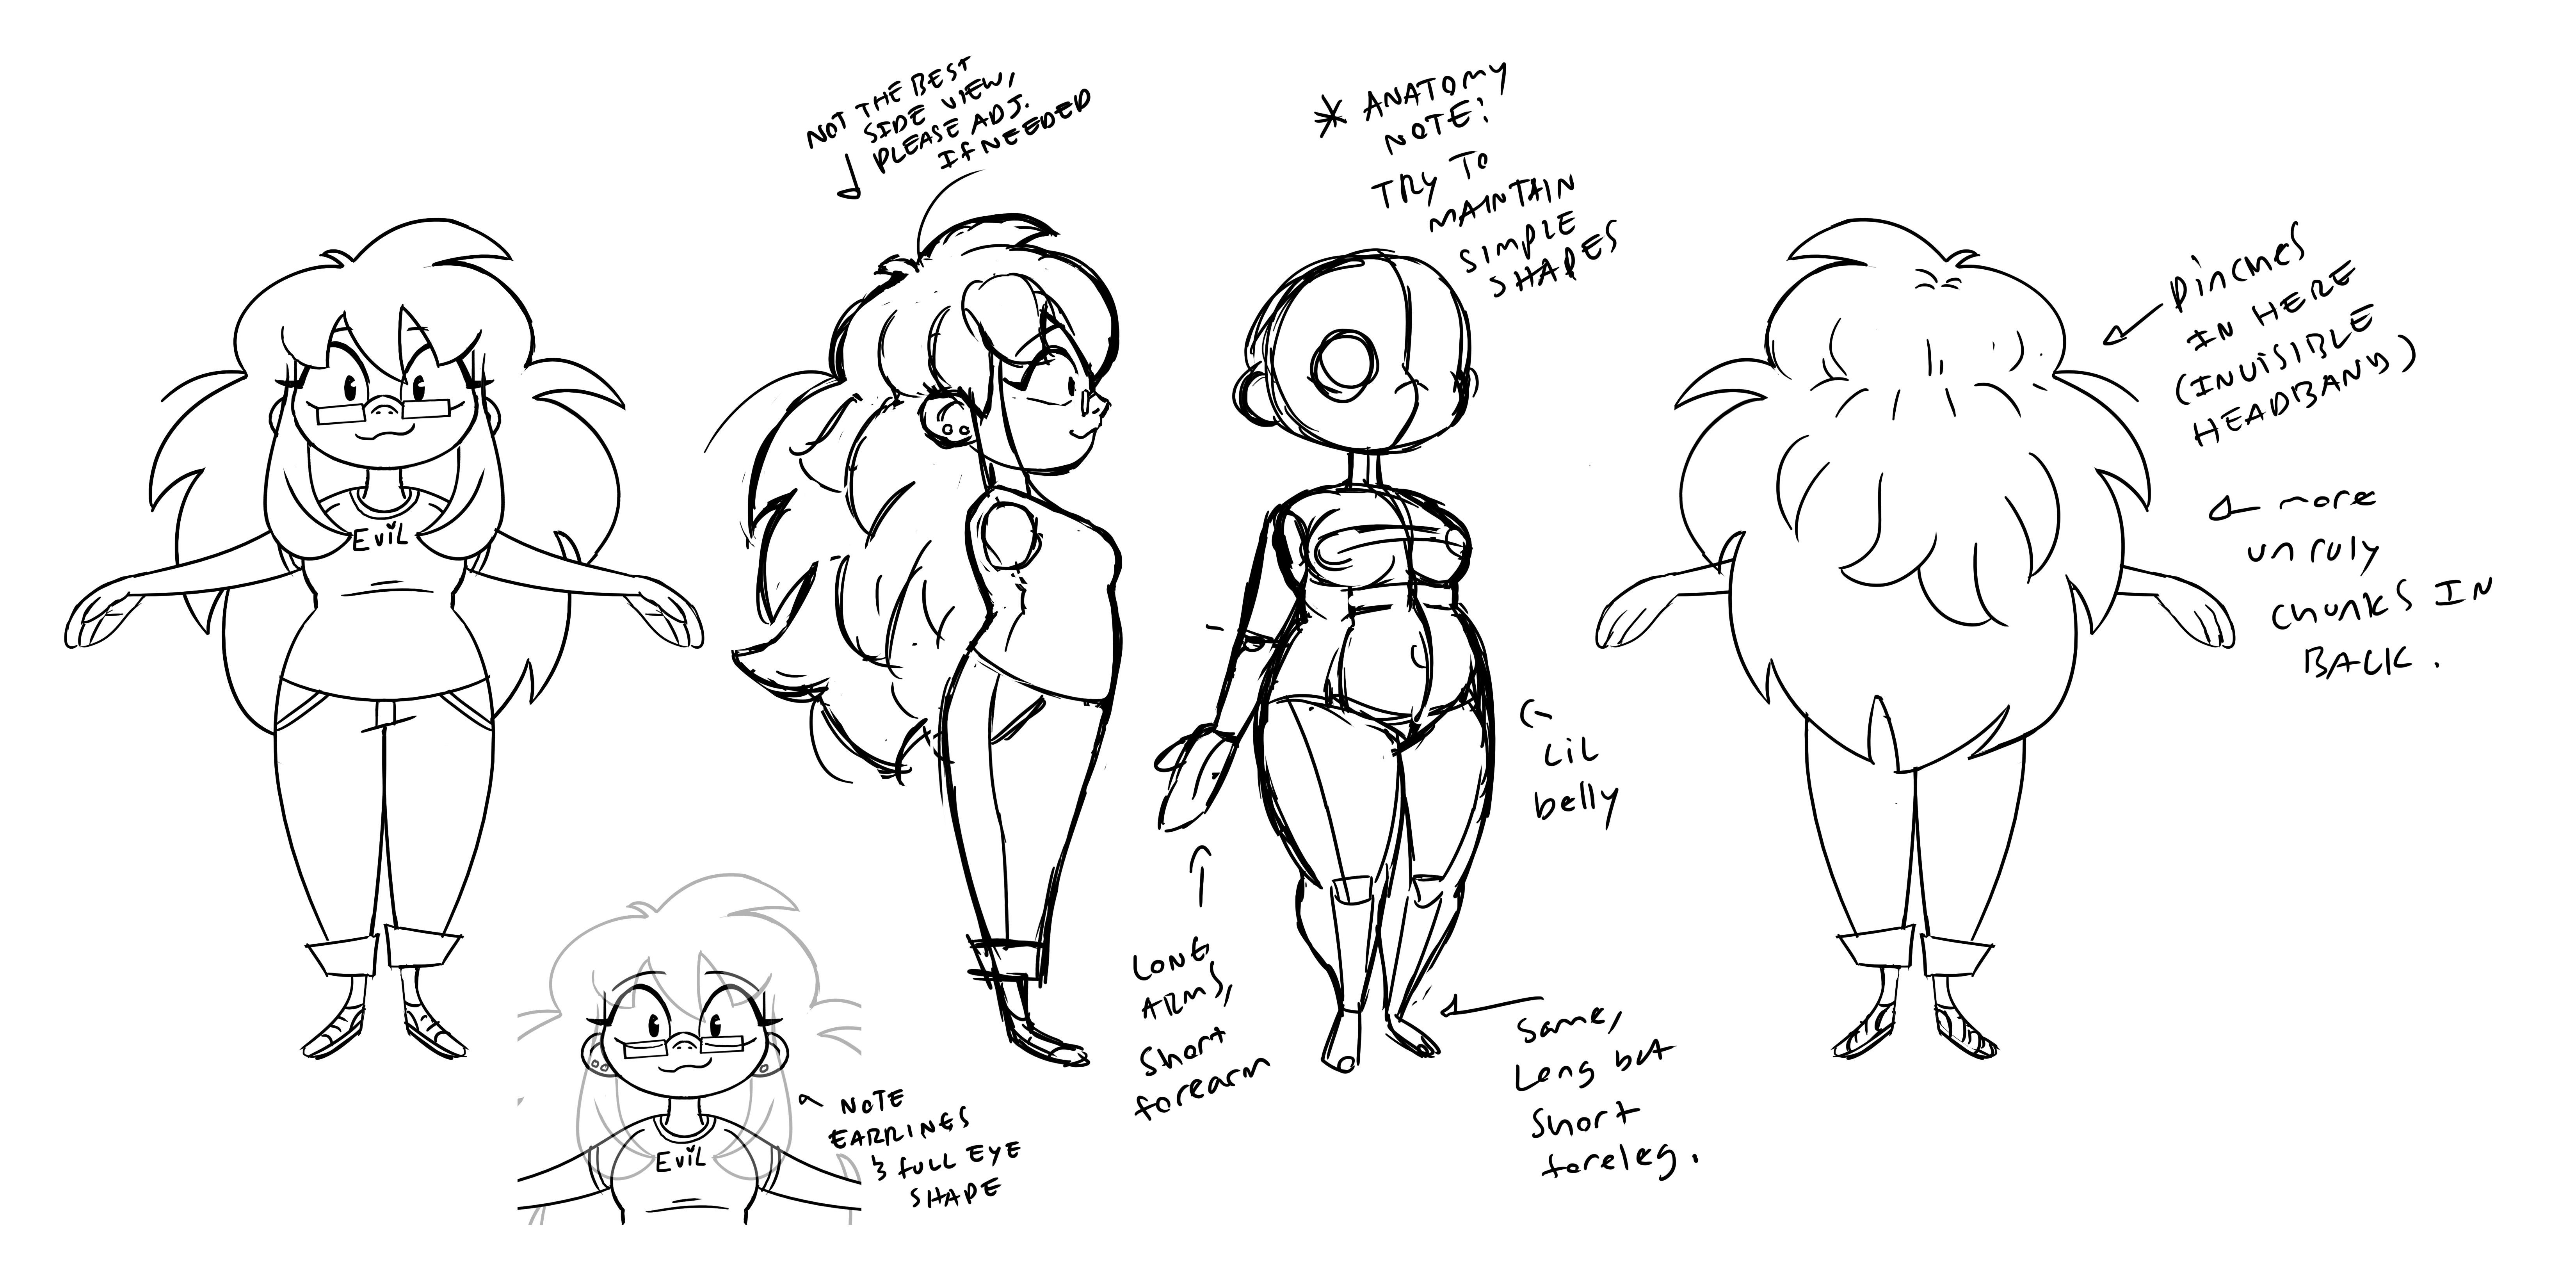 NOT THE BEST
SIDE VIEW,
PLEASE ADJ.
If NEEDED
* ANATOMY
NOTE:
TRY TO
MAINTAIN
SIMPLE
SHAPES
Pinches
IN HERE
(INVISIBLE
HEADBAND)
more
unruly
chunks IN
BACK.
EviL
LiL
belly
LONG
ARMS,
Short
forearm
Same,
Long but
short
foreleg.
NOTE
EARRINGS
& fULL EYE
SHAPE
EviL